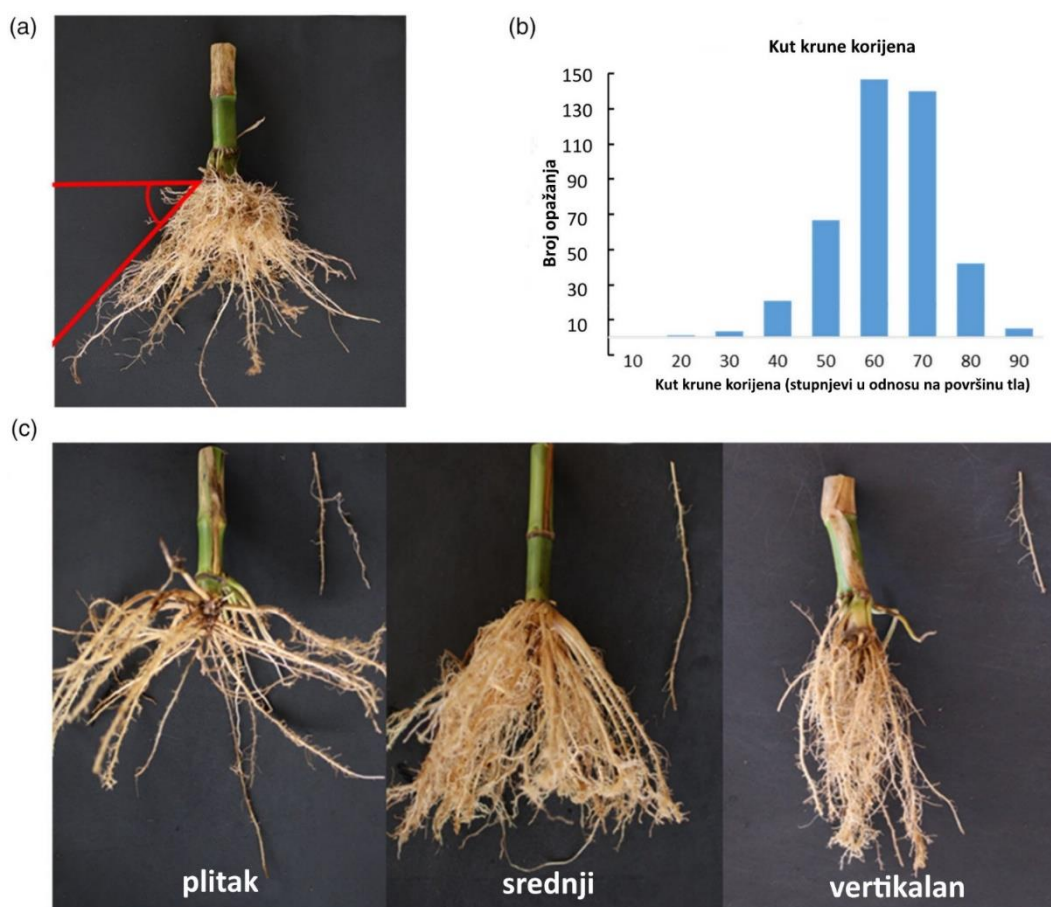 (a)
(b)
Kut krune korijena
Broj opažanja
150
130
110
90
70
50
30
10
10 20 30 40 50 60 70 80 90
Kut krune korijena (stupnjevi u odnosu na površinu tla)
(c)
plitak
srednji
vertikalan